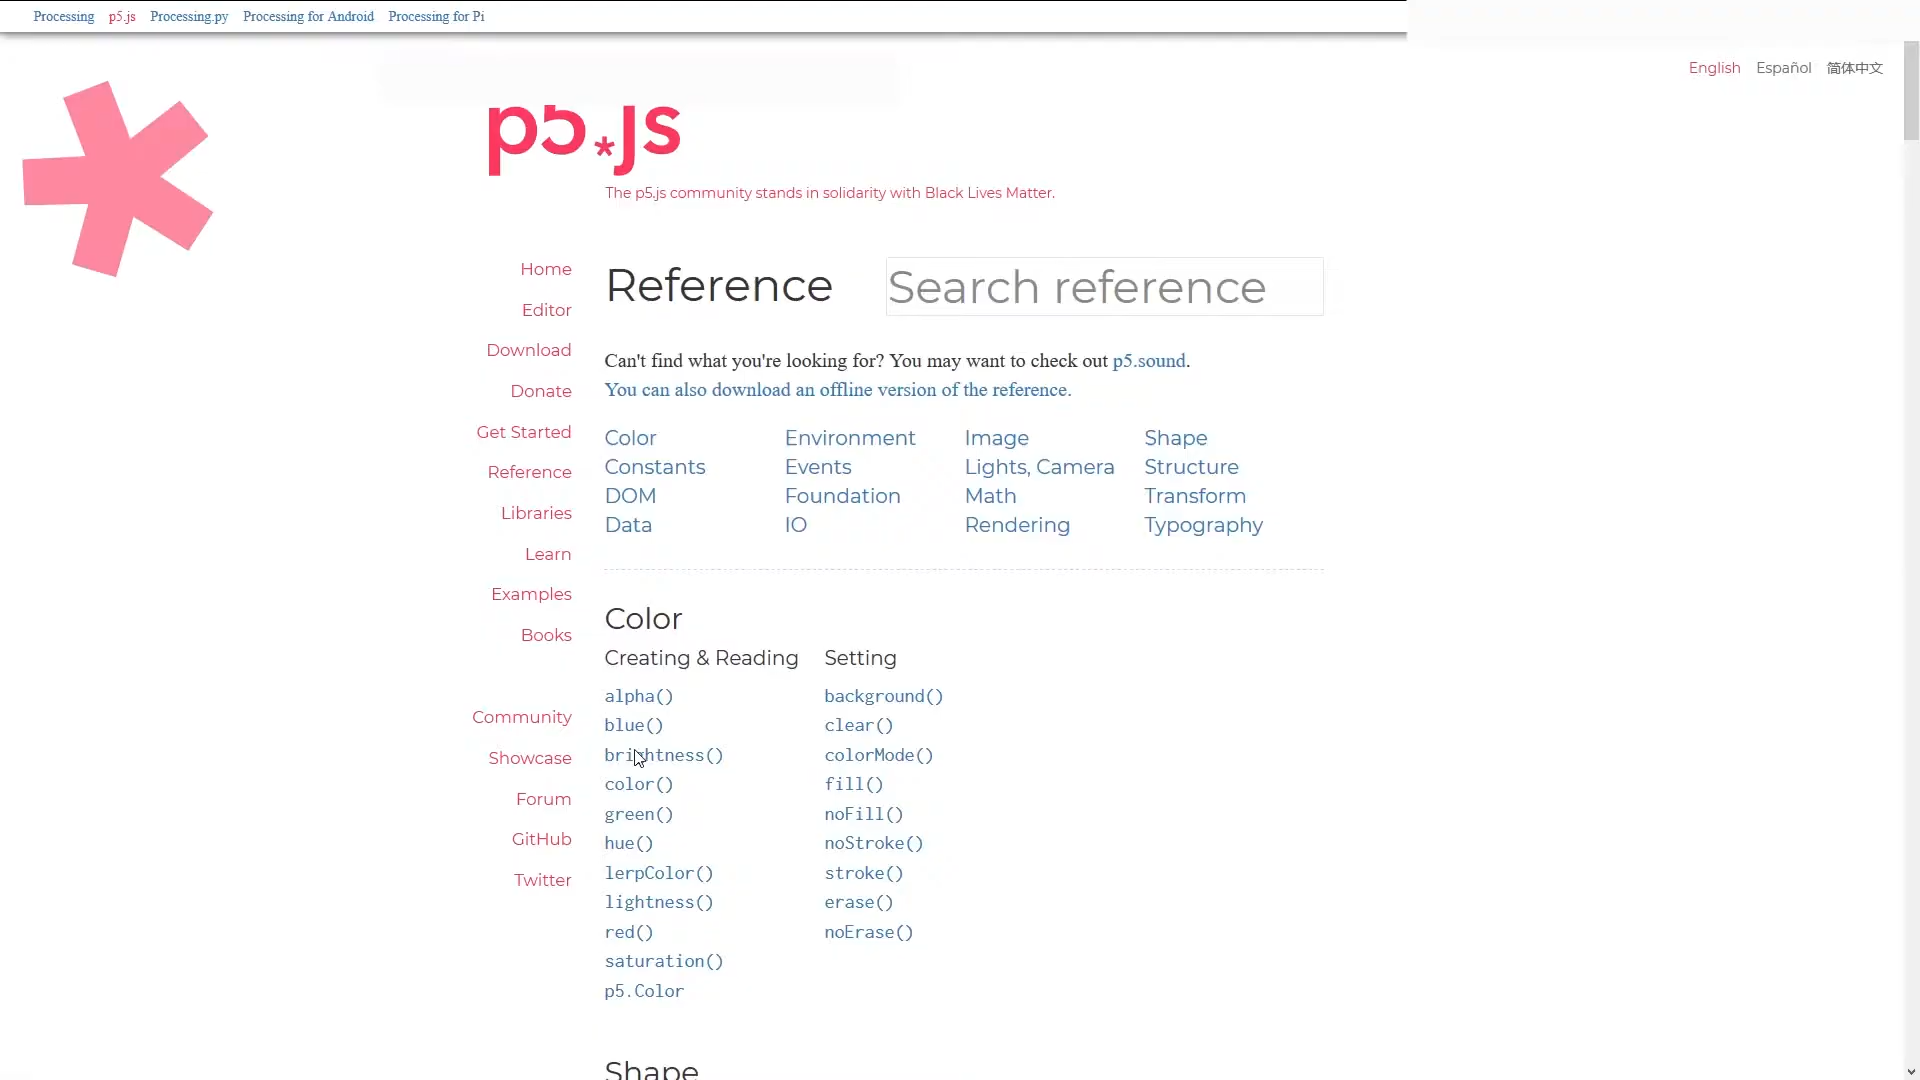 Processing p5.js Processing.py Processing for Android Processing for Pi
English Español 简体中文
p5*js
The p5.js community stands in solidarity with Black Lives Matter.
Home
Editor
Download
Donate
Get Started
Reference
Libraries
Learn
Examples
Books
Community
Showcase
Forum
GitHub
Twitter
Reference Search reference
Can't find what you're looking for? You may want to check out p5.sound.
You can also download an offline version of the reference.
Color Environment Image Shape
Constants Events Lights, Camera Structure
DOM Foundation Math Transform
Data IO Rendering Typography
Color
Creating & Reading
alpha()
blue()
brightness()
color()
green()
hue()
lerpColor()
lightness()
red()
saturation()
p5.Color
Setting
background()
clear()
colorMode()
fill()
noFill()
noStroke()
stroke()
erase()
noErase()
Shape